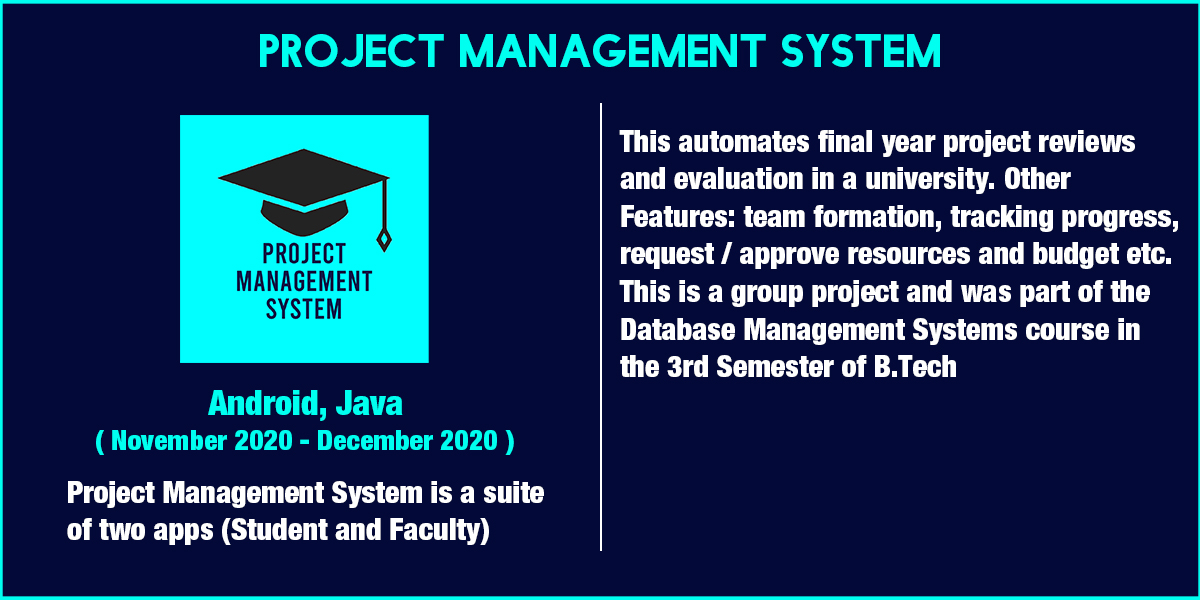 PROJECT MANAGEMENT SYSTEM
PROJECT
MANAGEMENT
SYSTEM
Android, Java
( November 2020 - December 2020 )
Project Management System is a suite
of two apps (Student and Faculty)
This automates final year project reviews
and evaluation in a university. Other
Features: team formation, tracking progress,
request / approve resources and budget etc.
This is a group project and was part of the
Database Management Systems course in
the 3rd Semester of B.Tech